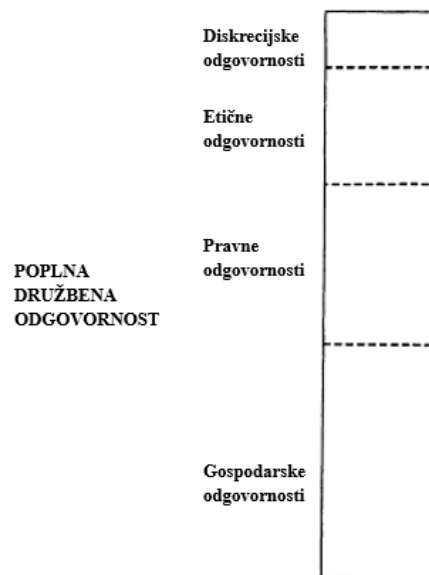 Diskrecijske
odgovornosti
Etične
odgovornosti
Pravne
odgovornosti
POPLNA
DRUŽBENA
ODGOVORNOST
Gospodarske
odgovornosti